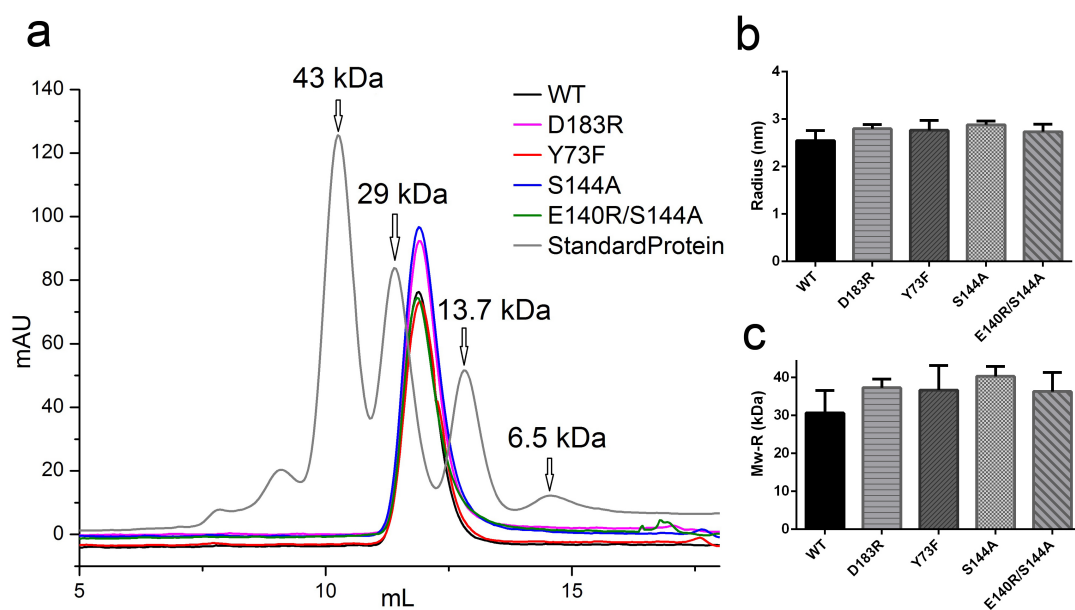 a
43 kDa
29 kDa
13.7 kDa
6.5 kDa
WT
D183R
Y73F
S144A
E140R/S144A
StandardProtein
mAU
140
120
100
80
60
40
20
0
5
10
15
mL
b
Radius (nm)
4
3
2
1
0
WT
D183R
Y73F
S144A
E140R/S144A
c
Mw-R (kDa)
40
30
20
10
0
WT
D183R
Y73F
S144A
E140R/S144A